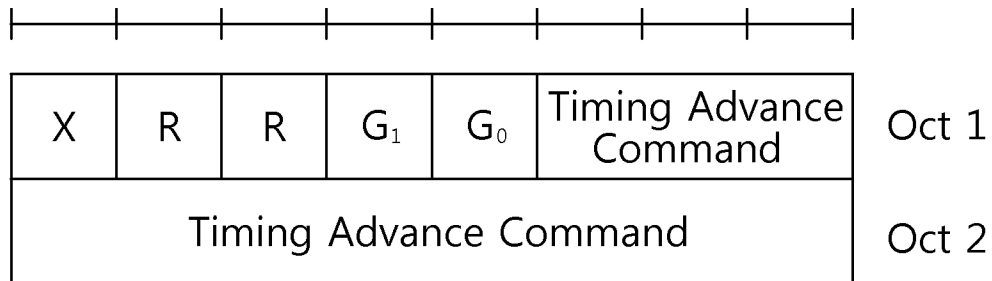 X R R G₁ G₀ Timing Advance Command Oct 1
Timing Advance Command Oct 2